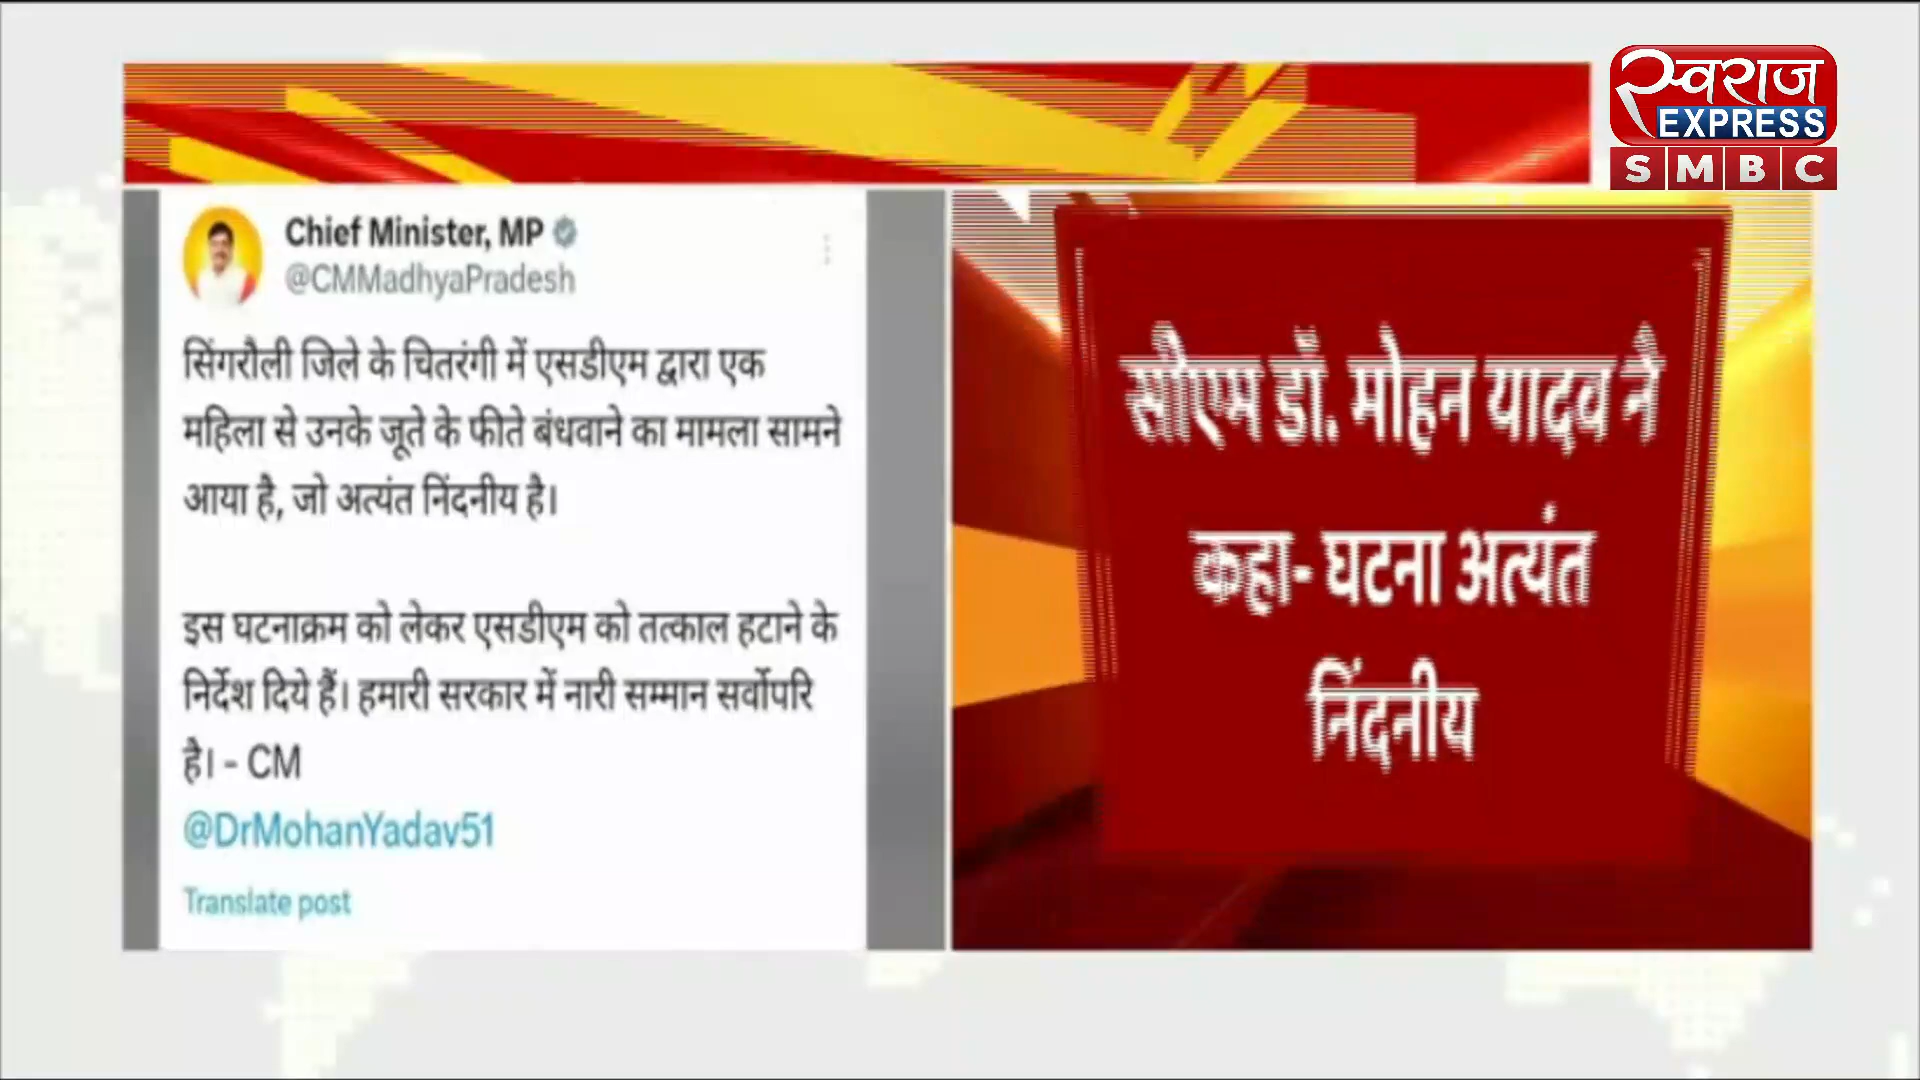 स्वराज
EXPRESS
SMBC
Chief Minister, MP
@CMMadhyaPradesh
सिंगरौली जिले के चितरंगी में एसडीएम द्वारा एक
महिला से उनके जूते के फीते बंधवाने का मामला सामने
आया है, जो अत्यंत निंदनीय है।
इस घटनाक्रम को लेकर एसडीएम को तत्काल हटाने के
निर्देश दिये हैं। हमारी सरकार में नारी सम्मान सर्वोपरि
है। - CM
@DrMohanYadav51
Translate post
सीएम डॉ. मोहन यादव ने
कहा- घटना अत्यंत
निंदनीय